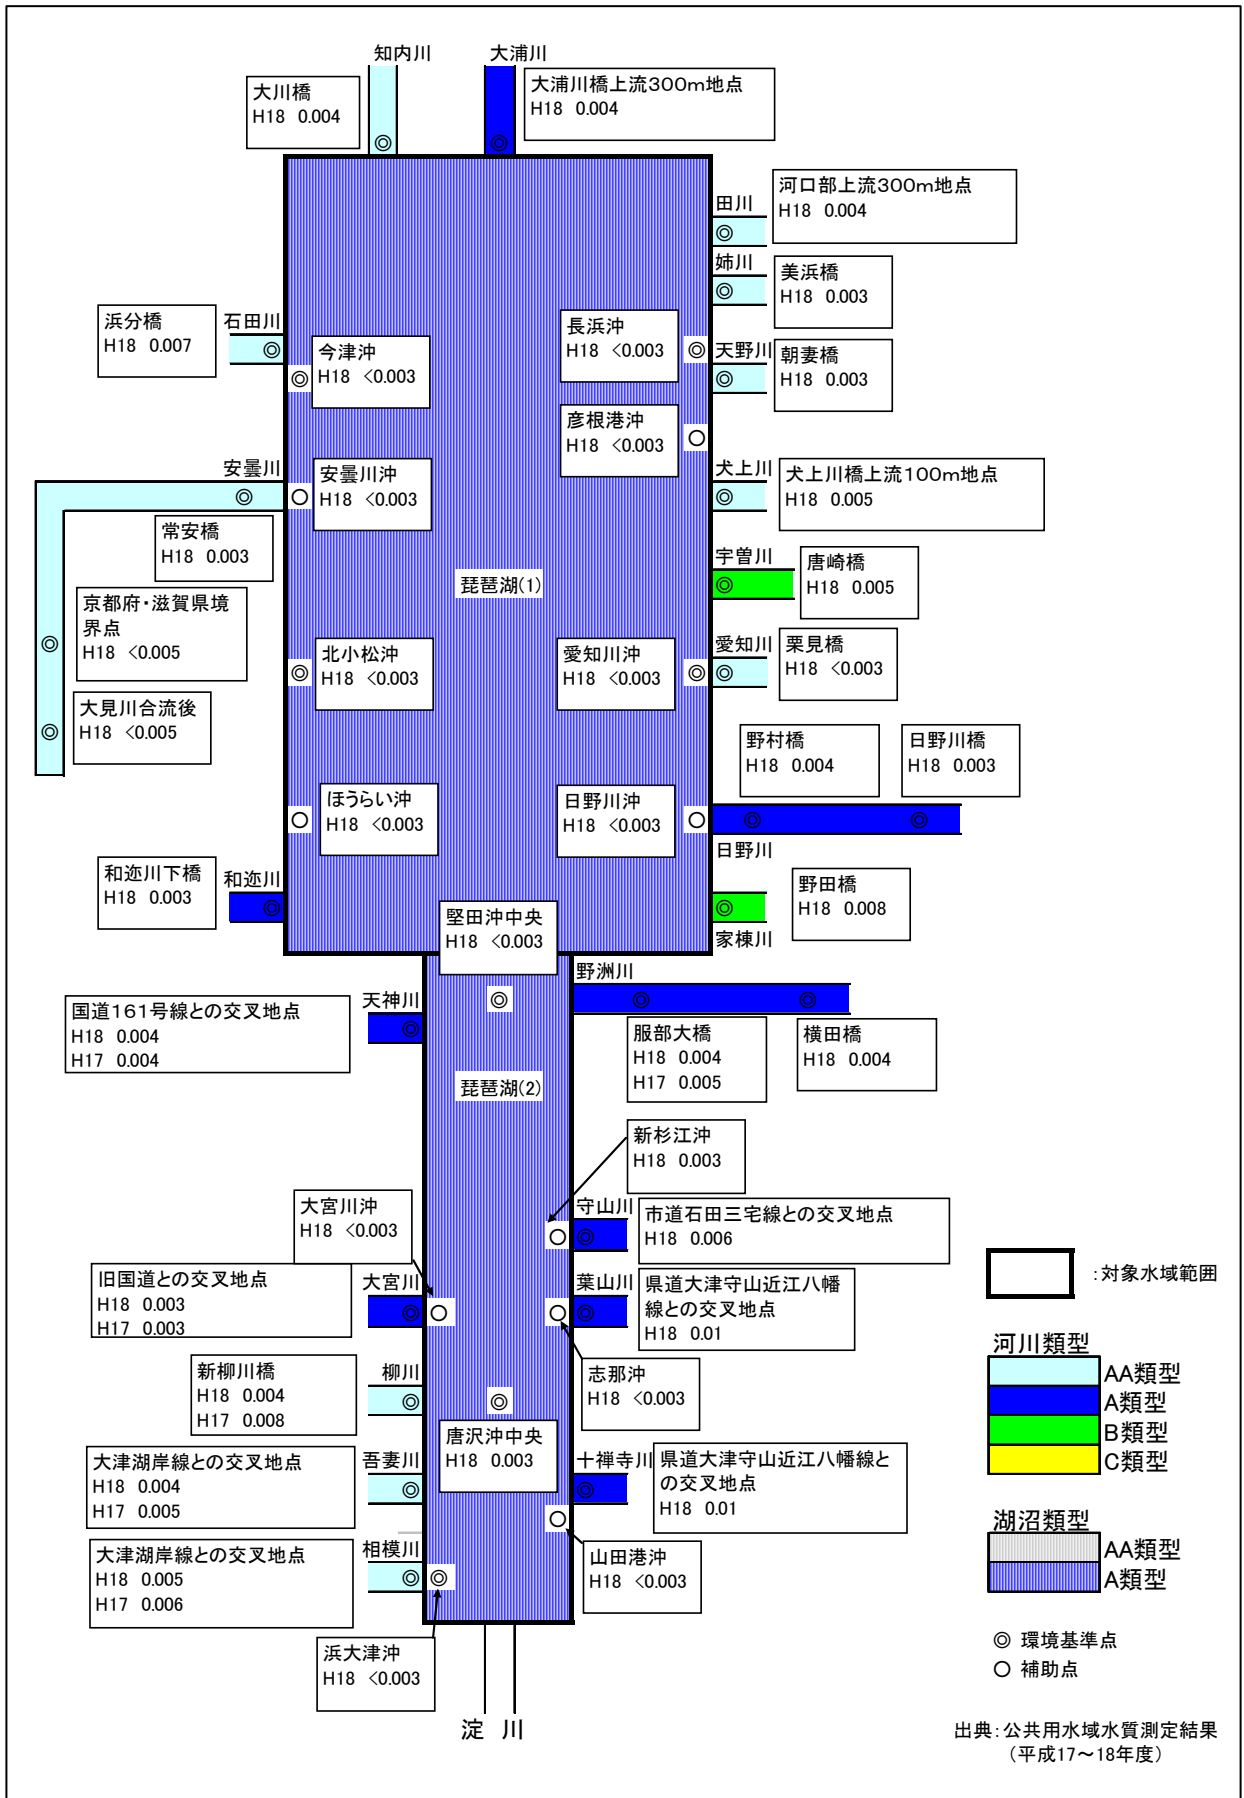 知内川
大浦川
大川橋
H18 0.004
大浦川橋上流300m地点
H18 0.004
田川
河口部上流300m地点
H18 0.004
姉川
美浜橋
H18 0.003
浜分橋
H18 0.007
石田川
今津沖
H18 <0.003
長浜沖
H18 <0.003
天野川
朝妻橋
H18 0.003
彦根港沖
H18 <0.003
安曇川
安曇川沖
H18 <0.003
犬上川
犬上川橋上流100m地点
H18 0.005
常安橋
H18 0.003
宇曽川
唐崎橋
H18 0.005
琵琶湖(1)
京都府・滋賀県境
界点
H18 <0.005
北小松沖
H18 <0.003
愛知川沖
H18 <0.003
愛知川
栗見橋
H18 <0.003
大見川合流後
H18 <0.005
野村橋
H18 0.004
日野川橋
H18 0.003
ほうらい沖
H18 <0.003
日野川沖
H18 <0.003
日野川
和迩川下橋
H18 0.003
和迩川
野田橋
H18 0.008
家棟川
堅田沖中央
H18 <0.003
野洲川
国道161号線との交叉地点
H18 0.004
H17 0.004
天神川
服部大橋
H18 0.004
H17 0.005
横田橋
H18 0.004
琵琶湖(2)
新杉江沖
H18 0.003
大宮川沖
H18 <0.003
守山川
市道石田三宅線との交叉地点
H18 0.006
旧国道との交叉地点
H18 0.003
H17 0.003
大宮川
葉山川
県道大津守山近江八幡
線との交叉地点
H18 0.01
新柳川橋
H18 0.004
H17 0.008
柳川
志那沖
H18 <0.003
唐沢沖中央
H18 0.003
大津湖岸線との交叉地点
H18 0.004
H17 0.005
吾妻川
十禅寺川
県道大津守山近江八幡線と
の交叉地点
H18 0.01
大津湖岸線との交叉地点
H18 0.005
H17 0.006
相模川
山田港沖
H18 <0.003
浜大津沖
H18 <0.003
淀 川
:対象水域範囲
河川類型
AA類型
A類型
B類型
C類型
湖沼類型
AA類型
A類型
◎ 環境基準点
○ 補助点
出典:公共用水域水質測定結果
(平成17～18年度)